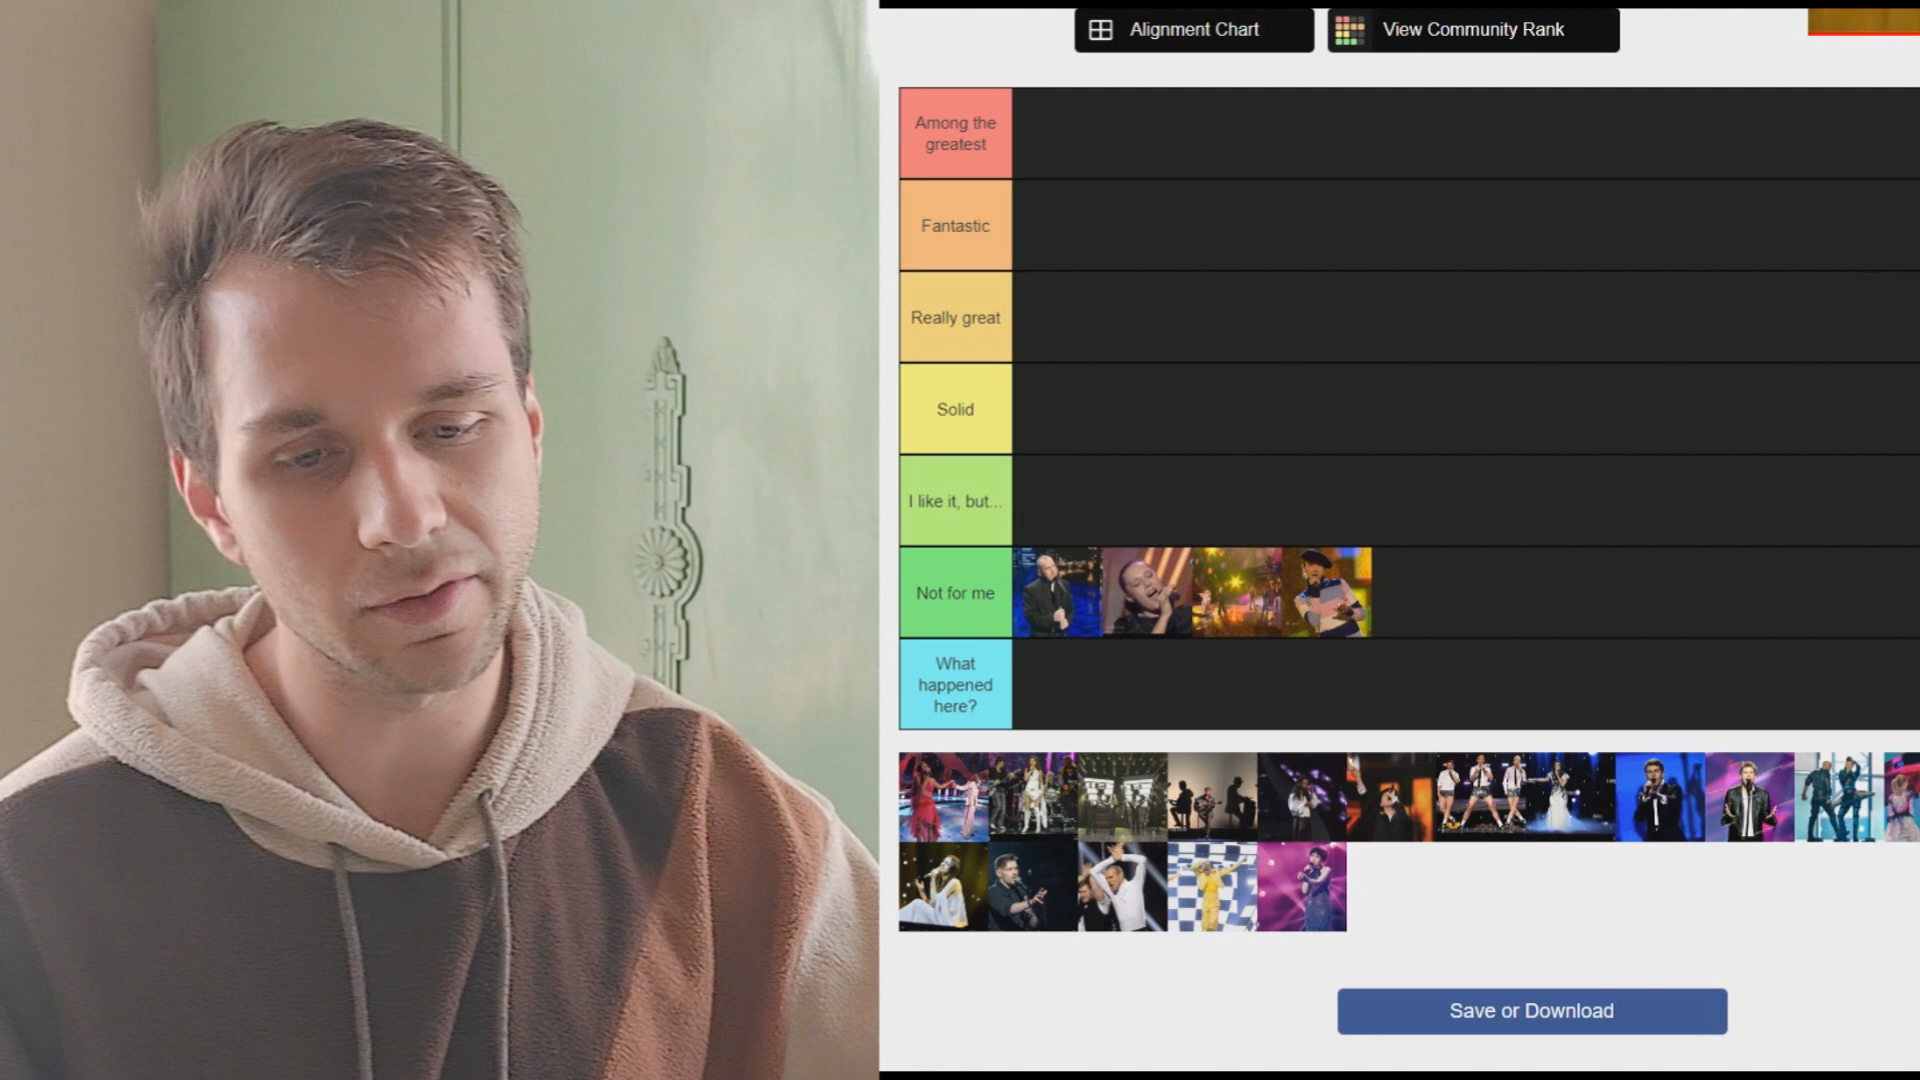 Alignment Chart
View Community Rank
Among the
greatest
Fantastic
Really great
Solid
I like it, but...
Not for me
What
happened
here?
Save or Download